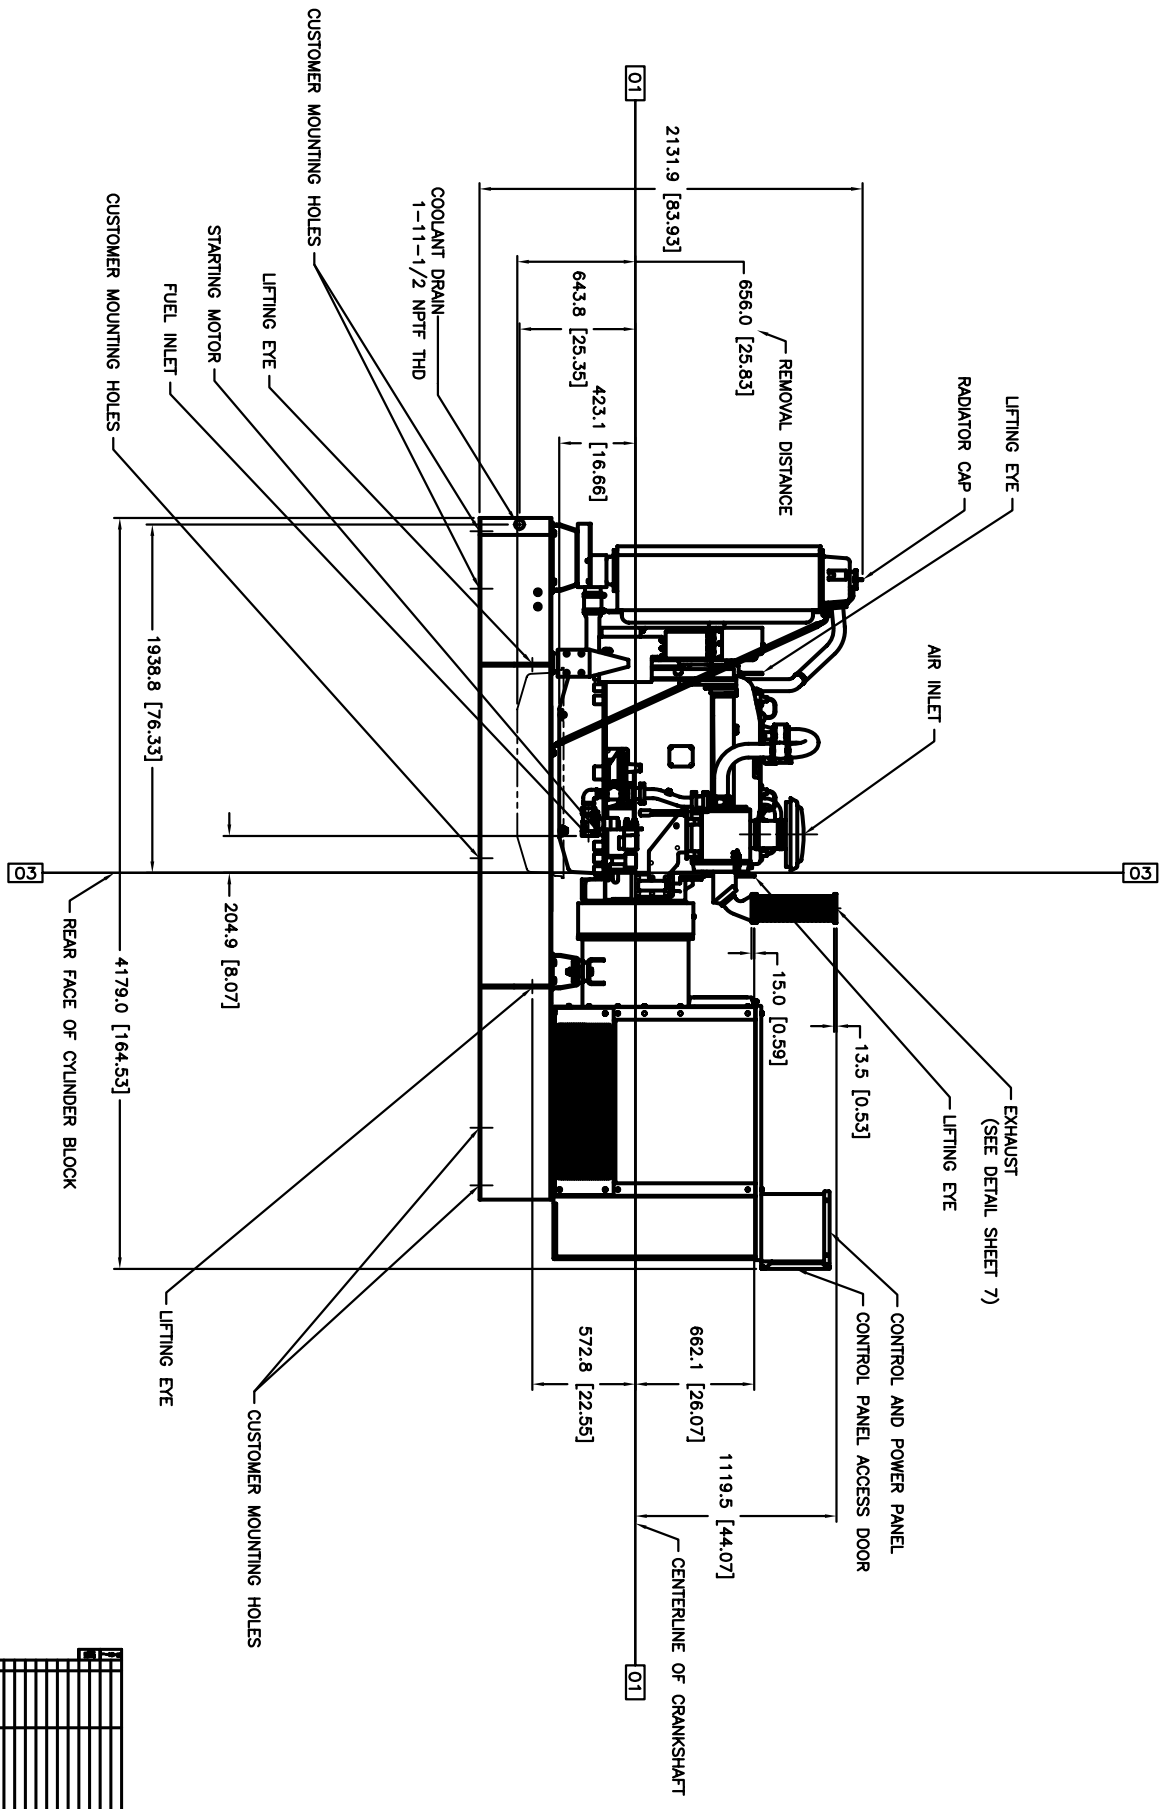 CUSTOMER MOUNTING HOLES
01
2131.9 [83.93]
COOLANT DRAIN
1-11-1/2 NPTF THD
CUSTOMER MOUNTING HOLES
STARTING MOTOR
LIFTING EYE
FUEL INLET
643.8 [25.35]
656.0 [25.83]
REMOVAL DISTANCE
423.1 [16.66]
RADIATOR CAP
LIFTING EYE
AIR INLET
1938.8 [76.33]
03
03
204.9 [8.07]
REAR FACE OF CYLINDER BLOCK
4179.0 [164.53]
15.0 [0.59]
13.5 [0.53]
LIFTING EYE
EXHAUST
(SEE DETAIL SHEET 7)
LIFTING EYE
CONTROL AND POWER PANEL
CONTROL PANEL ACCESS DOOR
572.8 [22.55]
662.1 [26.07]
1119.5 [44.07]
CUSTOMER MOUNTING HOLES
CENTERLINE OF CRANKSHAFT
01